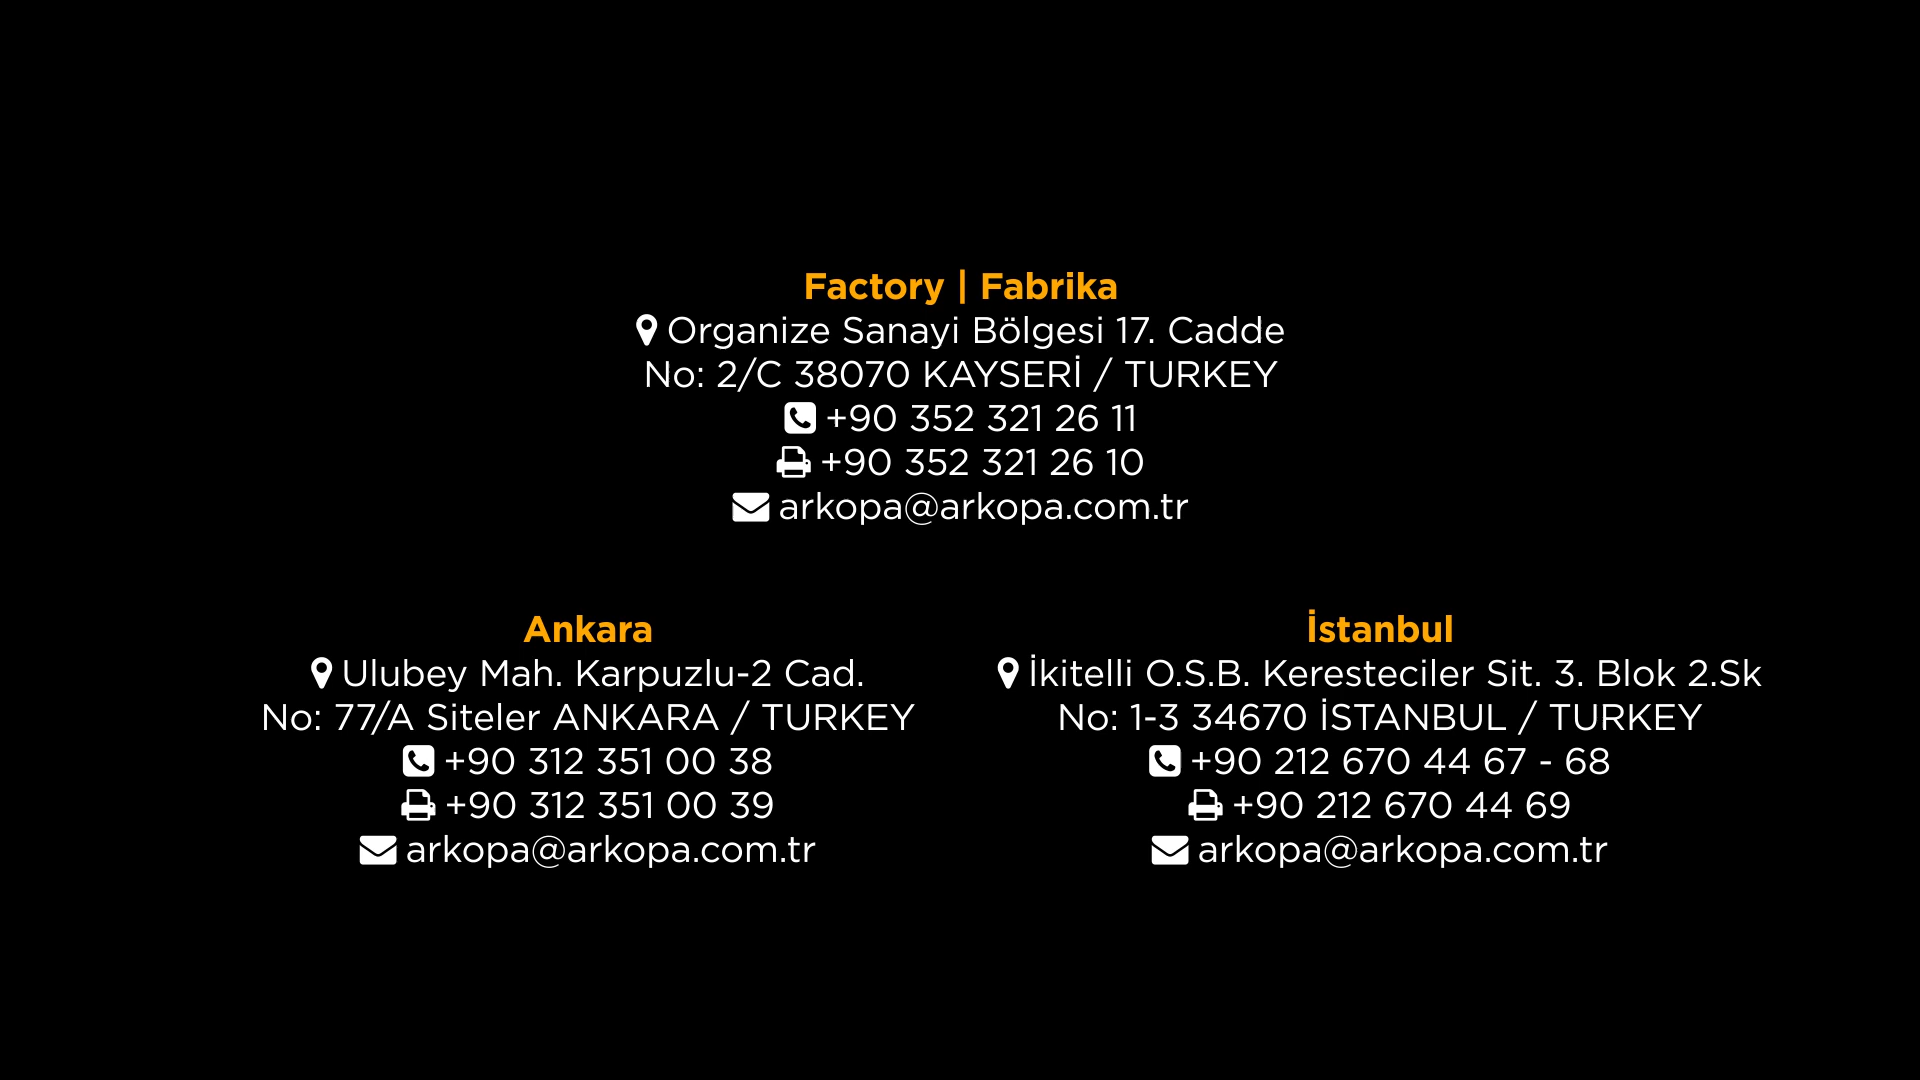 Factory | Fabrika
Organize Sanayi Bölgesi 17. Cadde
No: 2/C 38070 KAYSERİ / TURKEY
+90 352 321 26 11
+90 352 321 26 10
arkopa@arkopa.com.tr
Ankara
Ulubey Mah. Karpuzlu-2 Cad.
No: 77/A Siteler ANKARA / TURKEY
+90 312 351 00 38
+90 312 351 00 39
arkopa@arkopa.com.tr
İstanbul
İkitelli O.S.B. Keresteciler Sit. 3. Blok 2.Sk
No: 1-3 34670 İSTANBUL / TURKEY
+90 212 670 44 67 - 68
+90 212 670 44 69
arkopa@arkopa.com.tr